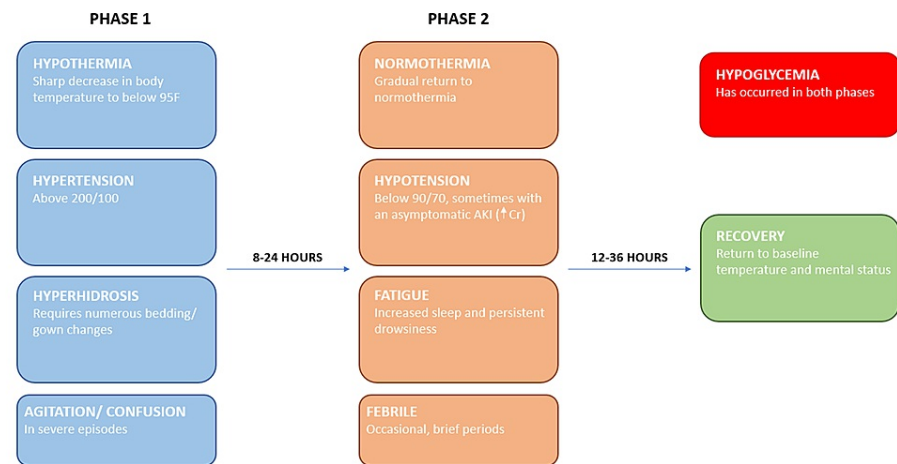 PHASE 1
HYPOTHERMIA
Sharp decrease in body
temperature to below 95F
HYPERTENSION
Above 200/100
HYPERHIDROSIS
Requires numerous bedding/
gown changes
AGITATION/ CONFUSION
In severe episodes
8-24 HOURS
PHASE 2
NORMOTHERMIA
Gradual return to
normothermia
HYPOTENSION
Below 90/70, sometimes with
an asymptomatic AKI (↑Cr)
FATIGUE
Increased sleep and persistent
drowsiness
FEBRILE
Occasional, brief periods
12-36 HOURS
HYPOGLYCEMIA
Has occurred in both phases
RECOVERY
Return to baseline
temperature and mental status